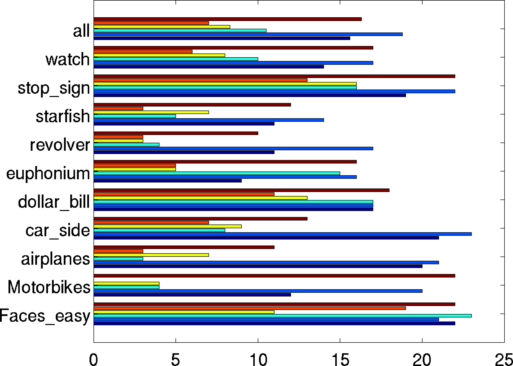 all
watch
stop_sign
starfish
revolver
euphonium
dollar_bill
car_side
airplanes
Motorbikes
Faces_easy
0 5 10 15 20 25